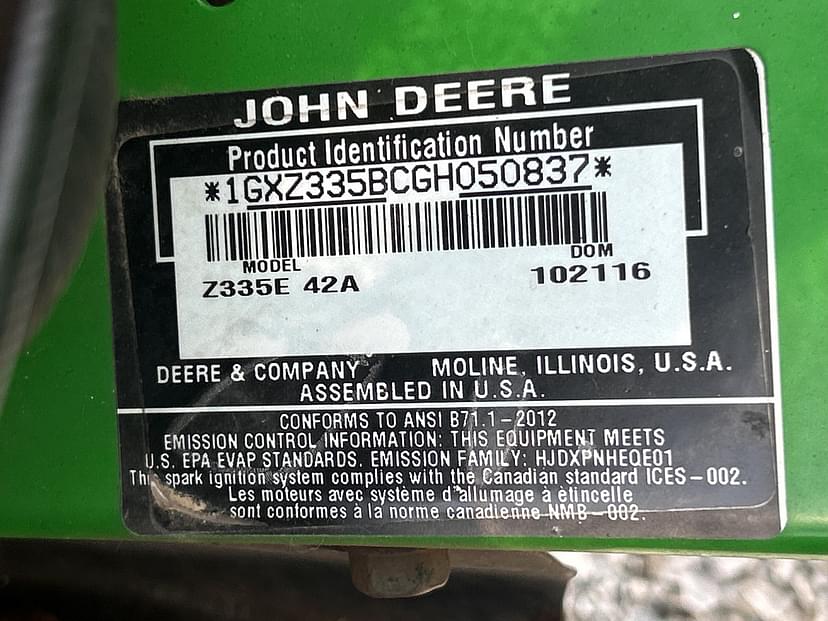 JOHN DEERE
Product Identification Number
*1GXZ335BCGH050837*
MODEL DOM
Z335E 42A 102116
DEERE & COMPANY MOLINE, ILLINOIS, U.S.A.
ASSEMBLED IN U.S.A.
CONFORMS TO ANSI B71.1-2012
EMISSION CONTROL INFORMATION: THIS EQUIPMENT MEETS
U.S. EPA EVAP STANDARDS. EMISSION FAMILY: HJDXPNHEQE01
This spark ignition system complies with the Canadian standard ICES-002.
Les moteurs avec système d'allumage à ètincelle
sont conformes à la norme canadienne NMB-002.